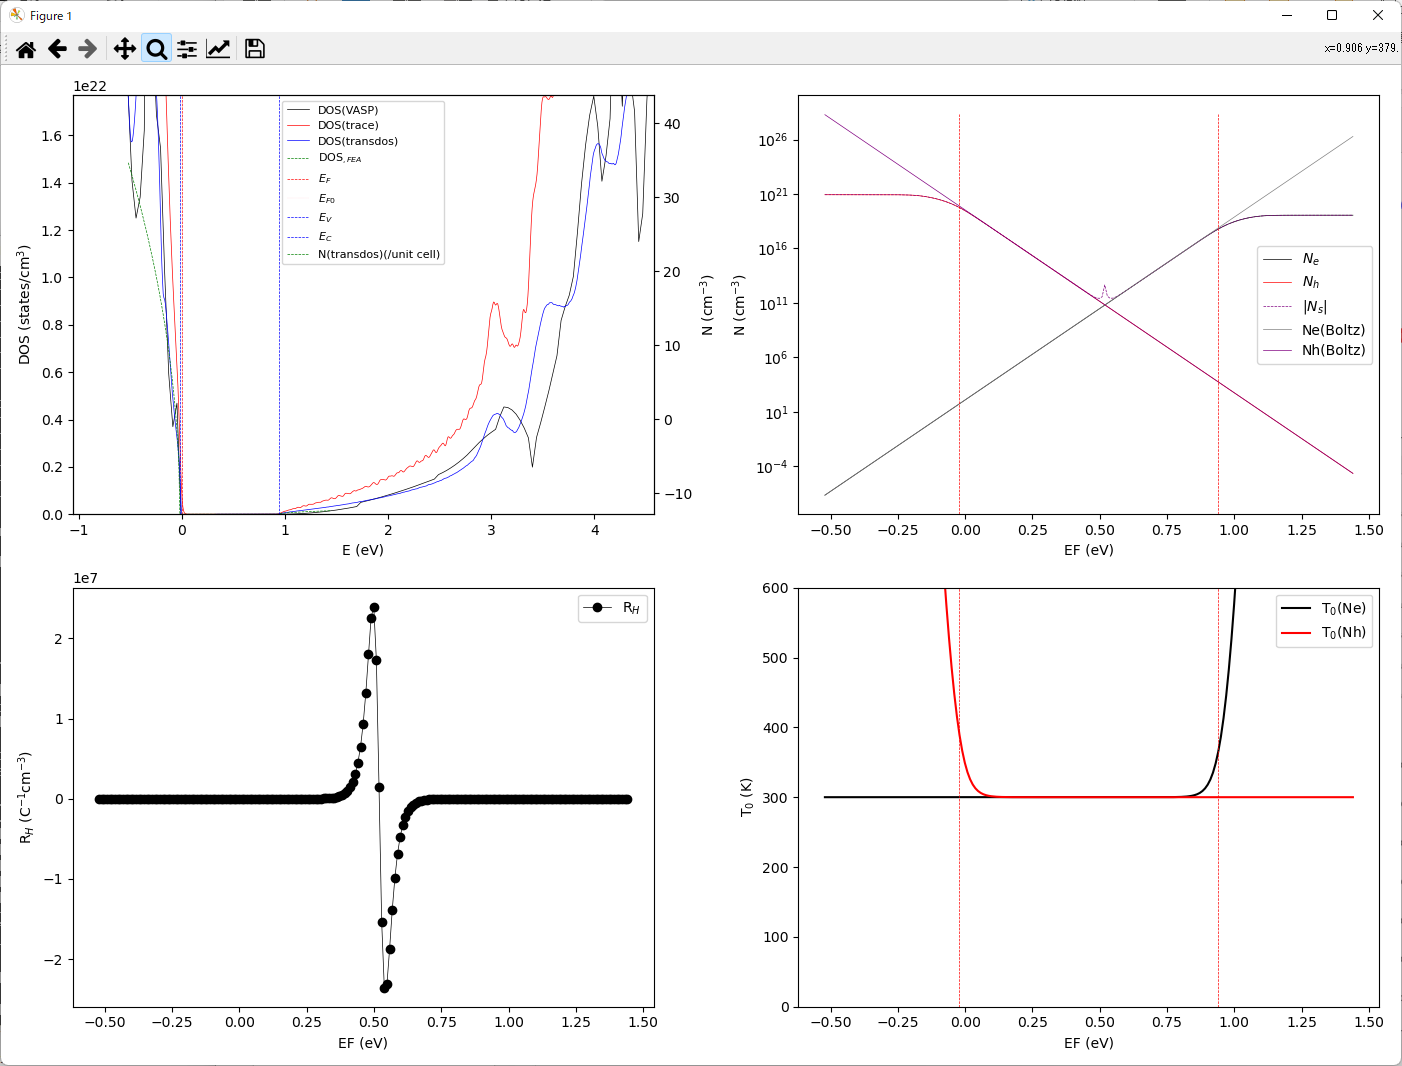 Figure 1
x=0.906 y=379.
1e22
DOS (states/cm³)
1.6
1.4
1.2
1.0
0.8
0.6
0.4
0.2
0.0
−1
0
1
2
3
4
E (eV)
40
30
20
10
0
−10
N (cm⁻³)
DOS(VASP)
DOS(trace)
DOS(transdos)
DOS,FEA
E_F
E_F0
E_V
E_C
N(transdos)(/unit cell)
N (cm⁻³)
10²⁶
10²¹
10¹⁶
10¹¹
10⁶
10¹
10⁻⁴
−0.50
−0.25
0.00
0.25
0.50
0.75
1.00
1.25
1.50
EF (eV)
N_e
N_h
|N_s|
Ne(Boltz)
Nh(Boltz)
1e7
R_H (C⁻¹cm⁻³)
2
1
0
−1
−2
−0.50
−0.25
0.00
0.25
0.50
0.75
1.00
1.25
1.50
EF (eV)
R_H
T₀ (K)
600
500
400
300
200
100
0
−0.50
−0.25
0.00
0.25
0.50
0.75
1.00
1.25
1.50
EF (eV)
T₀(Ne)
T₀(Nh)